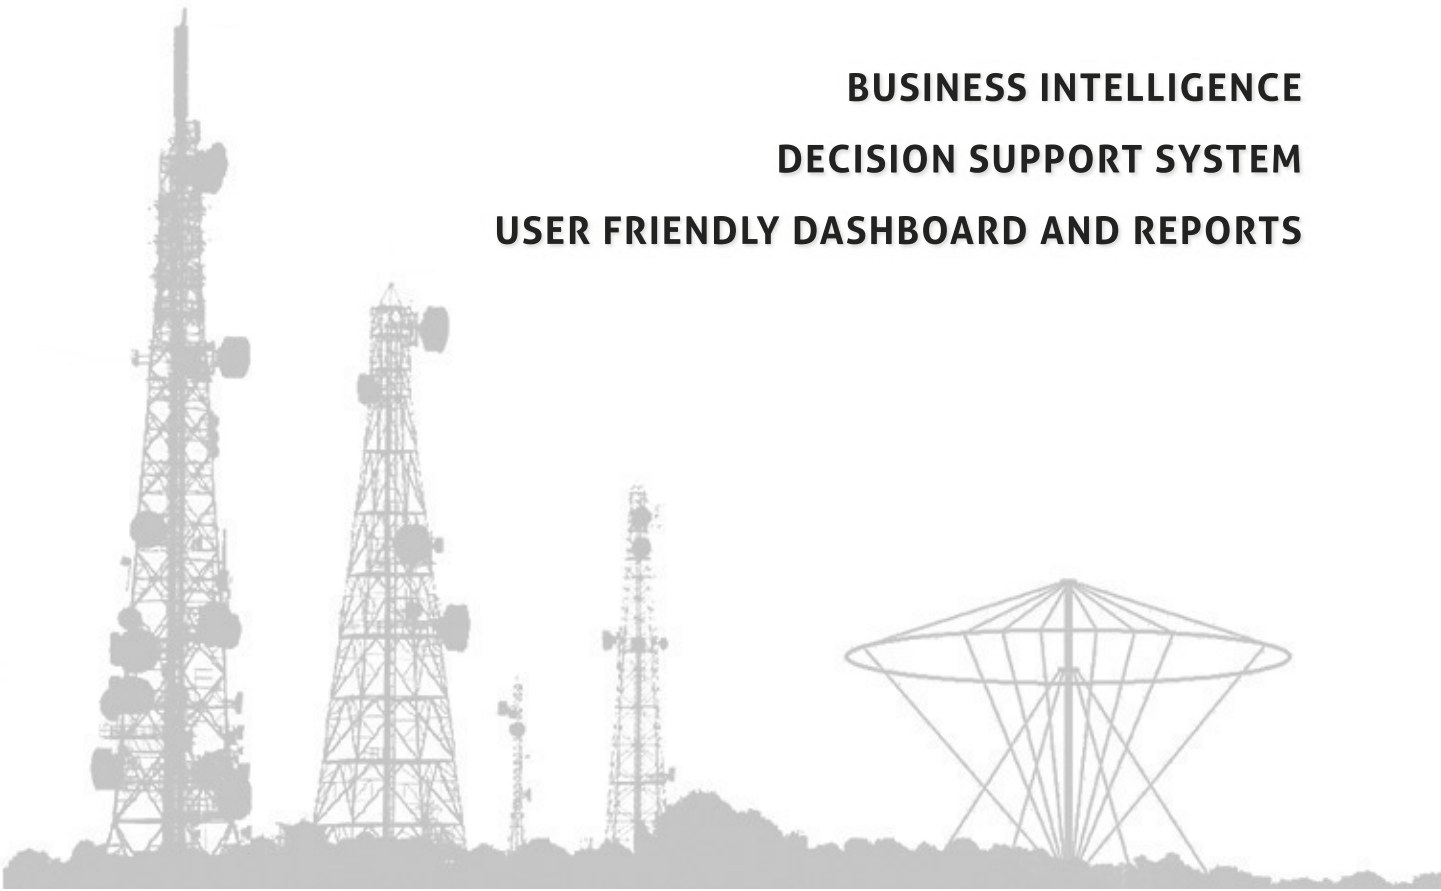 BUSINESS INTELLIGENCE
DECISION SUPPORT SYSTEM
USER FRIENDLY DASHBOARD AND REPORTS